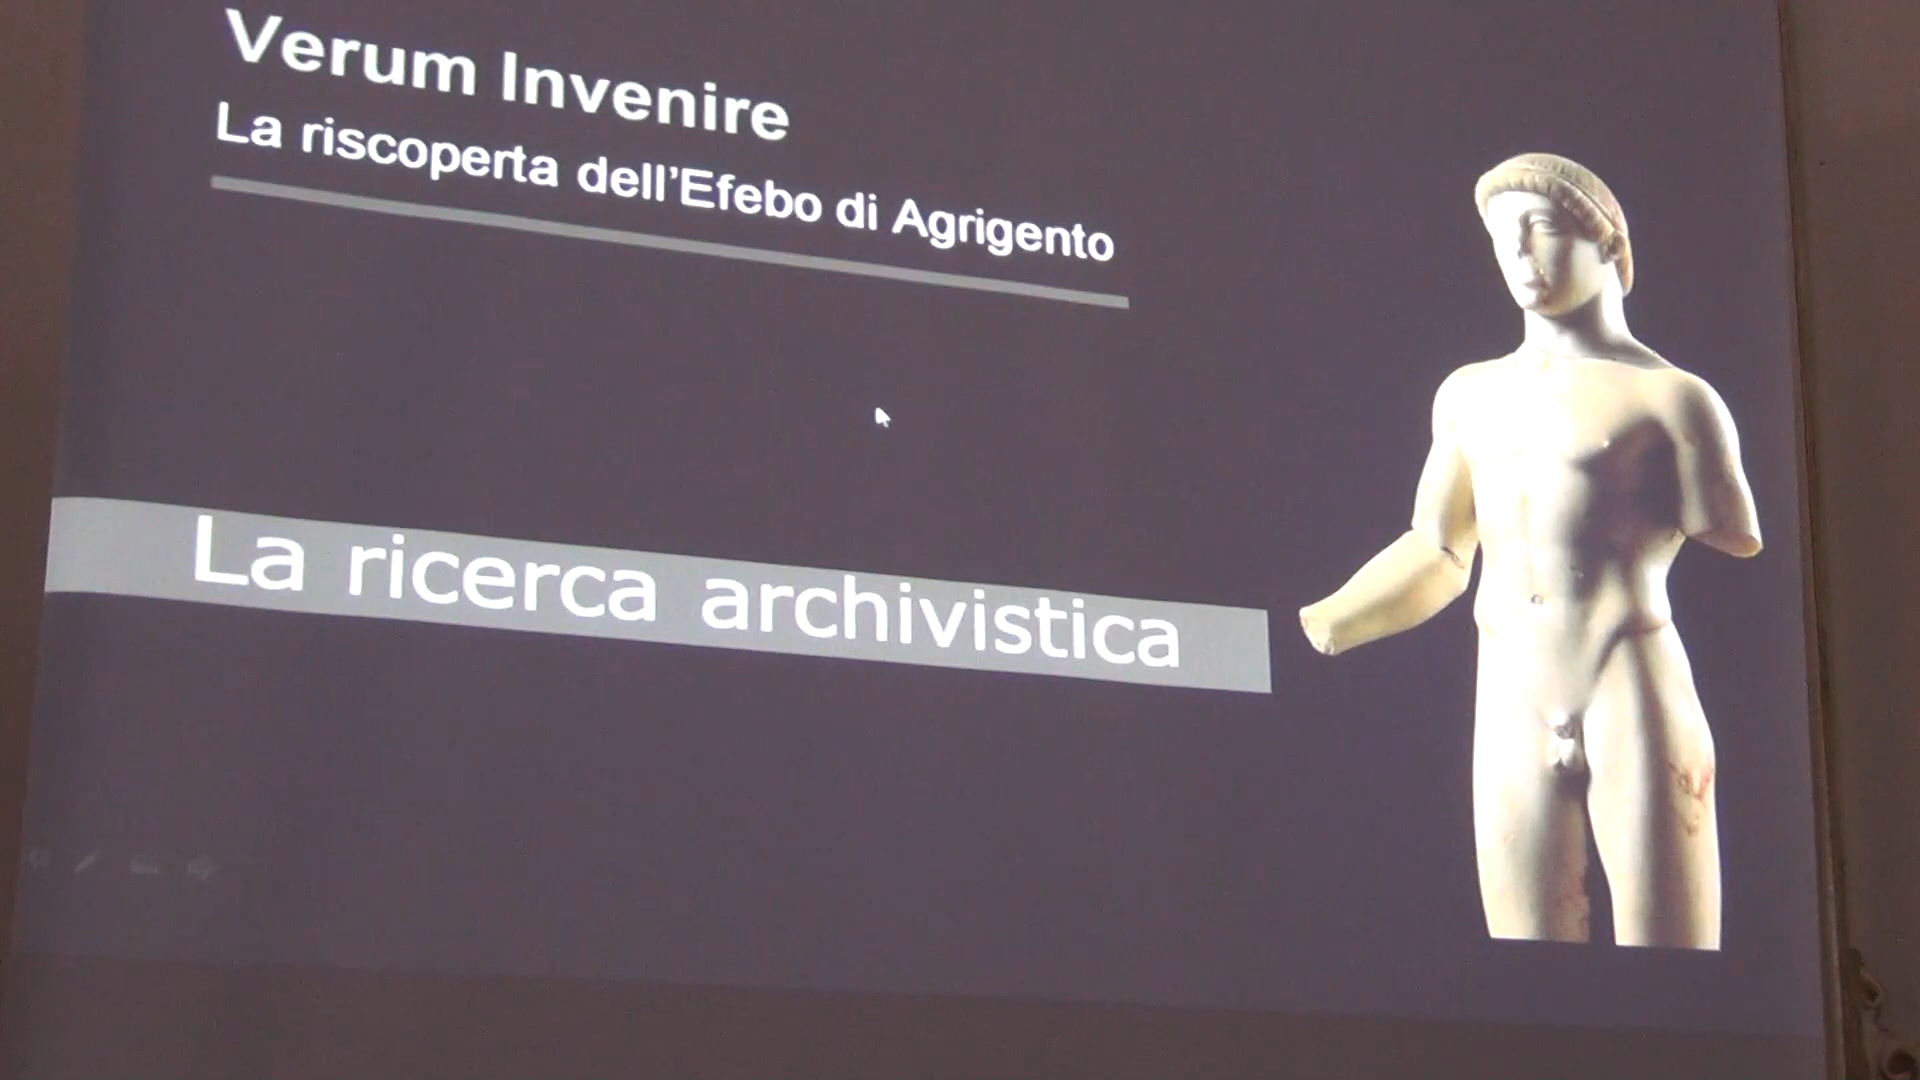 Verum Invenire
La riscoperta dell'Efebo di Agrigento
La ricerca archivistica